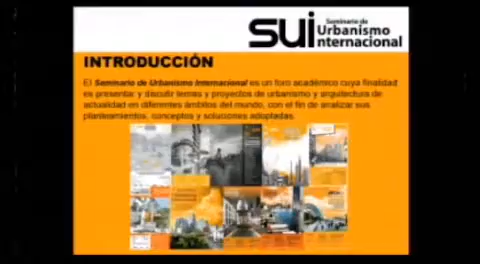 sui Seminario de
Urbanismo
Internacional
INTRODUCCIÓN
El Seminario de Urbanismo Internacional es un foro académico cuya finalidad
es presentar y discutir temas y proyectos de urbanismo y arquitectura de
actualidad en diferentes ámbitos del mundo, con el fin de analizar sus
planteamientos, conceptos y soluciones adoptadas.